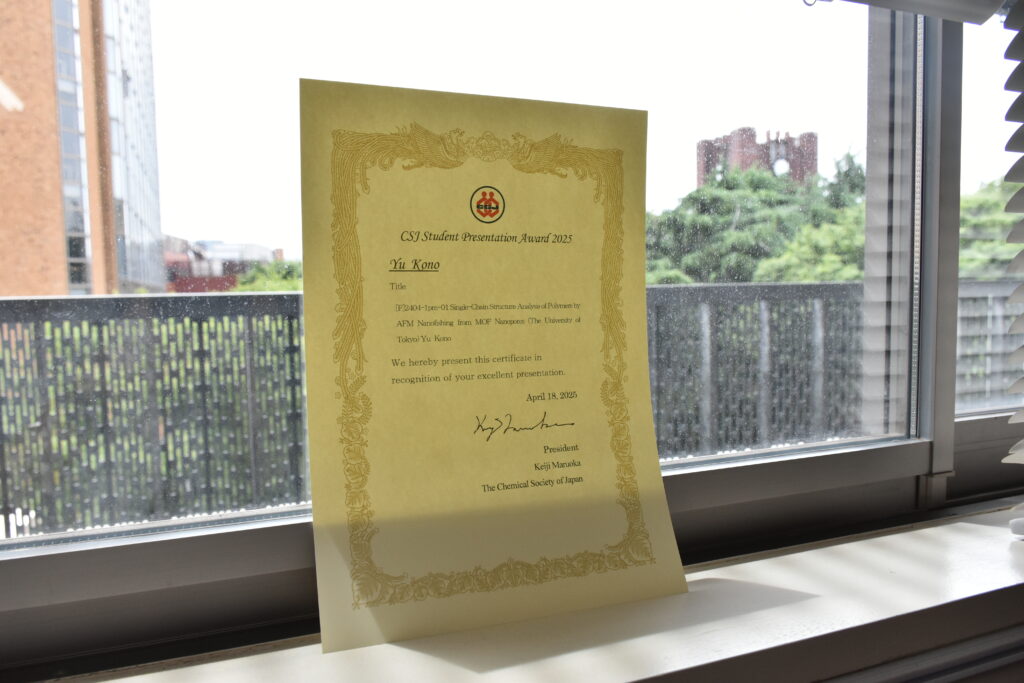 CSJ
CSJ Student Presentation Award 2025
Yu Kono
Title
[F]2404-1pm-01 Single-Chain Structure Analysis of Polymers by
AFM Nanofishing from MOF Nanopores (The University of
Tokyo) Yu Kono
We hereby present this certificate in
recognition of your excellent presentation.
April 18, 2025
President
Keiji Maruoka
The Chemical Society of Japan